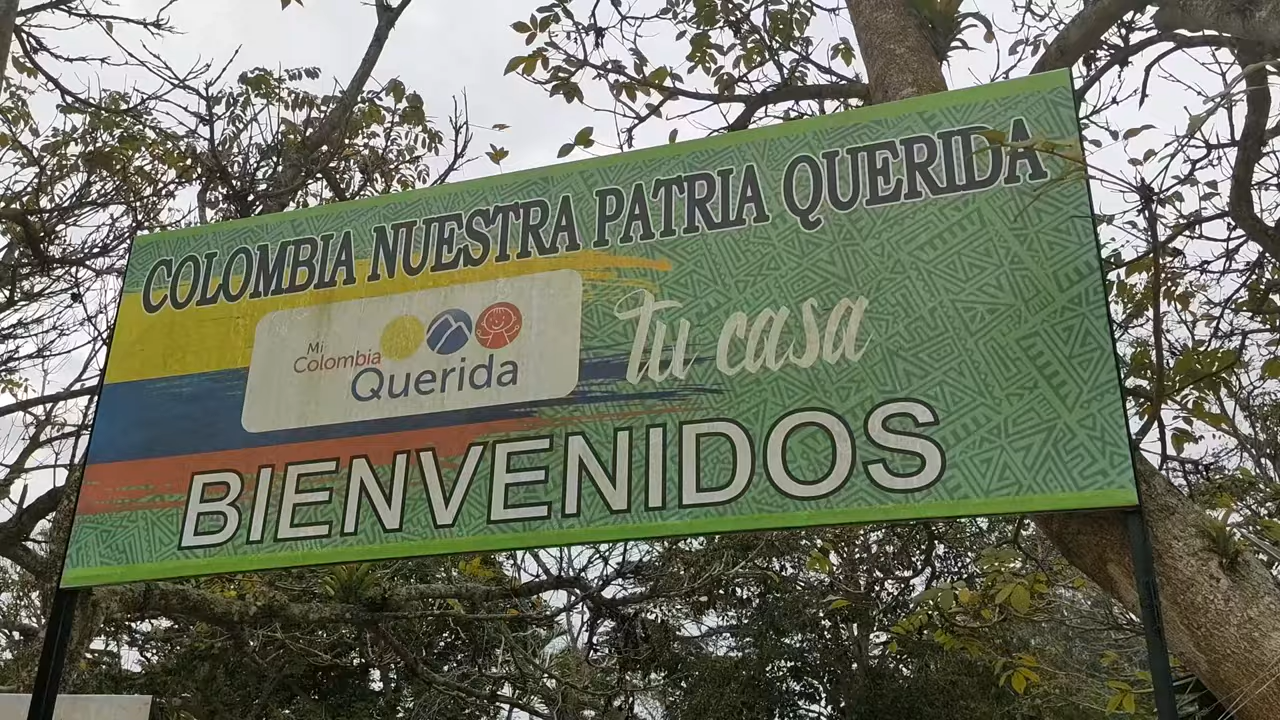 COLOMBIA NUESTRA PATRIA QUERIDA
Mi
Colombia
Querida
Tu casa
BIENVENIDOS